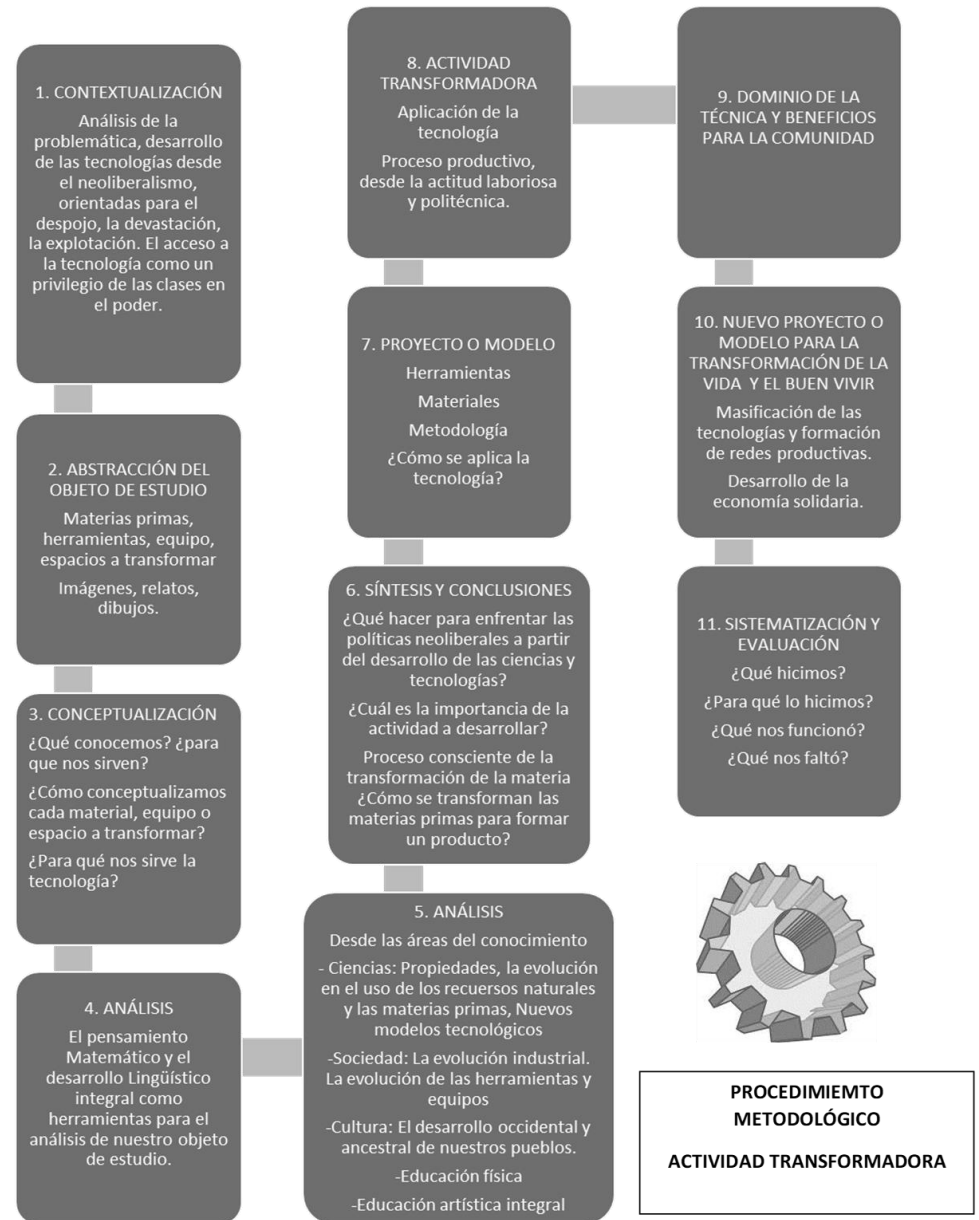 1. CONTEXTUALIZACIÓN
Análisis de la
problemática, desarrollo
de las tecnologías desde
el neoliberalismo,
orientadas para el
despojo, la devastación,
la explotación. El acceso a
la tecnología como un
privilegio de las clases en
el poder.
2. ABSTRACCIÓN DEL
OBJETO DE ESTUDIO
Materias primas,
herramientas, equipo,
espacios a transformar
Imágenes, relatos,
dibujos.
3. CONCEPTUALIZACIÓN
¿Qué conocemos? ¿para
que nos sirven?
¿Cómo conceptualizamos
cada material, equipo o
espacio a transformar?
¿Para qué nos sirve la
tecnología?
4. ANÁLISIS
El pensamiento
Matemático y el
desarrollo Lingüístico
integral como
herramientas para el
análisis de nuestro objeto
de estudio.
5. ANÁLISIS
Desde las áreas del conocimiento
- Ciencias: Propiedades, la evolución
en el uso de los recuersos naturales
y las materias primas, Nuevos
modelos tecnológicos
-Sociedad: La evolución industrial.
La evolución de las herramientas y
equipos
-Cultura: El desarrollo occidental y
ancestral de nuestros pueblos.
-Educación física
-Educación artística integral
6. SÍNTESIS Y CONCLUSIONES
¿Qué hacer para enfrentar las
políticas neoliberales a partir
del desarrollo de las ciencias y
tecnologías?
¿Cuál es la importancia de la
actividad a desarrollar?
Proceso consciente de la
transformación de la materia
¿Cómo se transforman las
materias primas para formar
un producto?
7. PROYECTO O MODELO
Herramientas
Materiales
Metodología
¿Cómo se aplica la
tecnología?
8. ACTIVIDAD
TRANSFORMADORA
Aplicación de la
tecnología
Proceso productivo,
desde la actitud laboriosa
y politécnica.
9. DOMINIO DE LA
TÉCNICA Y BENEFICIOS
PARA LA COMUNIDAD
10. NUEVO PROYECTO O
MODELO PARA LA
TRANSFORMACIÓN DE LA
VIDA Y EL BUEN VIVIR
Masificación de las
tecnologías y formación
de redes productivas.
Desarrollo de la
economía solidaria.
11. SISTEMATIZACIÓN Y
EVALUACIÓN
¿Qué hicimos?
¿Para qué lo hicimos?
¿Qué nos funcionó?
¿Qué nos faltó?
PROCEDIMIEMTO
METODOLÓGICO
ACTIVIDAD TRANSFORMADORA